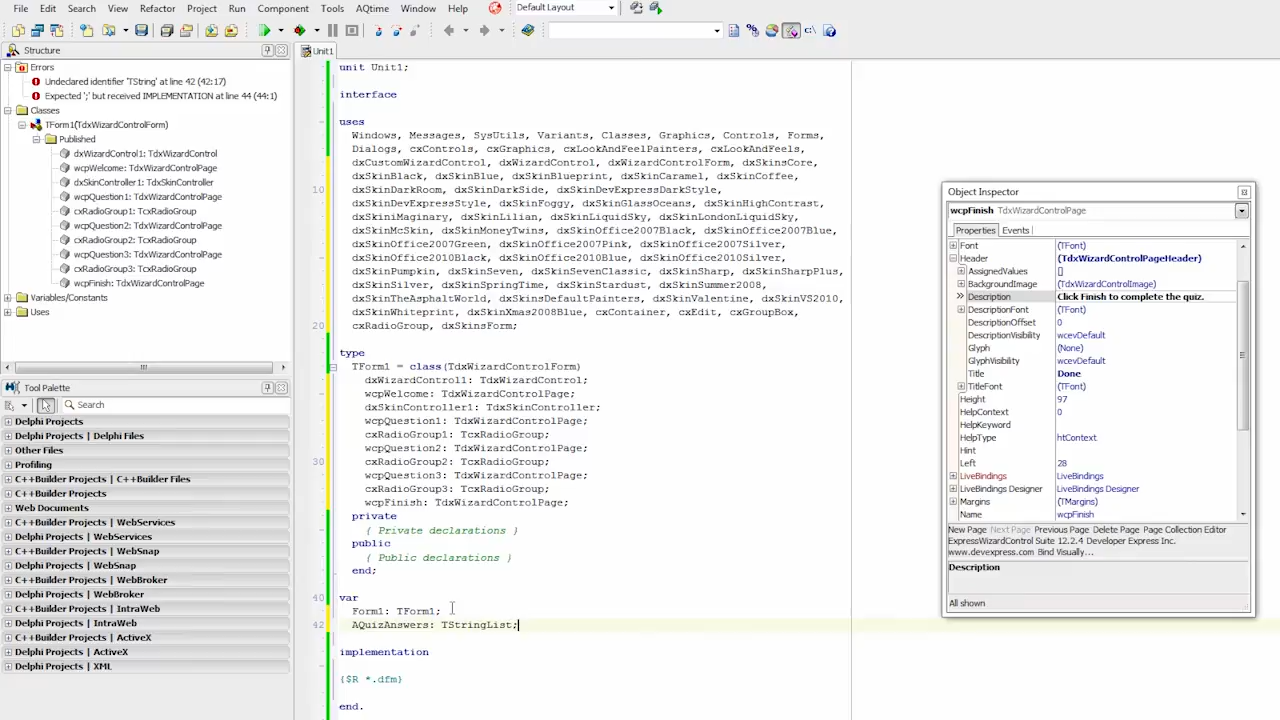 File Edit Search View Refactor Project Run Component Tools AQtime Window Help Default Layout
Structure
Errors
Undeclared identifier 'TString' at line 42 (42:17)
Expected ';' but received IMPLEMENTATION at line 44 (44:1)
Classes
TForm1(TdxWizardControlForm)
Published
dxWizardControl1: TdxWizardControl
wcpWelcome: TdxWizardControlPage
dxSkinController1: TdxSkinController
wcpQuestion1: TdxWizardControlPage
cxRadioGroup1: TcxRadioGroup
wcpQuestion2: TdxWizardControlPage
cxRadioGroup2: TcxRadioGroup
wcpQuestion3: TdxWizardControlPage
cxRadioGroup3: TcxRadioGroup
wcpFinish: TdxWizardControlPage
Variables/Constants
Uses
Tool Palette
Search
Delphi Projects
Delphi Projects | Delphi Files
Other Files
Profiling
C++Builder Projects | C++Builder Files
C++Builder Projects
Web Documents
C++Builder Projects | WebServices
Delphi Projects | WebServices
C++Builder Projects | WebSnap
Delphi Projects | WebSnap
Delphi Projects | WebBroker
C++Builder Projects | WebBroker
Delphi Projects | IntraWeb
C++Builder Projects | IntraWeb
Delphi Projects | IntraWeb
C++Builder Projects | ActiveX
Delphi Projects | ActiveX
Delphi Projects | XML
Unit1
unit Unit1;
interface
uses
Windows, Messages, SysUtils, Variants, Classes, Graphics, Controls, Forms,
Dialogs, cxControls, cxGraphics, cxLookAndFeelPainters, cxLookAndFeels,
dxCustomWizardControl, dxWizardControl, dxWizardControlForm, dxSkinsCore,
10 dxSkinBlack, dxSkinBlue, dxSkinBlueprint, dxSkinCaramel, dxSkinCoffee,
dxSkinDarkRoom, dxSkinDarkSide, dxSkinDevExpressDarkStyle,
dxSkinDevExpressStyle, dxSkinFoggy, dxSkinGlassOceans, dxSkinHighContrast,
dxSkiniMaginary, dxSkinLilian, dxSkinLiquidSky, dxSkinLondonLiquidSky,
dxSkinMcSkin, dxSkinMoneyTwins, dxSkinOffice2007Black, dxSkinOffice2007Blue,
dxSkinOffice2007Green, dxSkinOffice2007Pink, dxSkinOffice2007Silver,
dxSkinOffice2010Black, dxSkinOffice2010Blue, dxSkinOffice2010Silver,
dxSkinPumpkin, dxSkinSeven, dxSkinSevenClassic, dxSkinSharp, dxSkinSharpPlus,
dxSkinSilver, dxSkinSpringTime, dxSkinStardust, dxSkinSummer2008,
dxSkinTheAsphaltWorld, dxSkinsDefaultPainters, dxSkinValentine, dxSkinVS2010,
dxSkinWhiteprint, dxSkinXmas2008Blue, cxContainer, cxEdit, cxGroupBox,
20 cxRadioGroup, dxSkinsForm;
type
TForm1 = class(TdxWizardControlForm)
dxWizardControl1: TdxWizardControl;
wcpWelcome: TdxWizardControlPage;
dxSkinController1: TdxSkinController;
wcpQuestion1: TdxWizardControlPage;
cxRadioGroup1: TcxRadioGroup;
wcpQuestion2: TdxWizardControlPage;
30 cxRadioGroup2: TcxRadioGroup;
wcpQuestion3: TdxWizardControlPage;
cxRadioGroup3: TcxRadioGroup;
wcpFinish: TdxWizardControlPage;
private
{ Private declarations }
public
{ Public declarations }
end;
40 var
Form1: TForm1;
42 AQuizAnswers: TStringList;
implementation
{$R *.dfm}
end.
Object Inspector
wcpFinish TdxWizardControlPage
Properties Events
Font (TFont)
Header (TdxWizardControlPageHeader)
AssignedValues []
BackgroundImage (TdxWizardControlImage)
Description Click Finish to complete the quiz.
DescriptionFont (TFont)
DescriptionOffset 0
DescriptionVisibility wcevDefault
Glyph (None)
GlyphVisibility wcevDefault
Title Done
TitleFont (TFont)
Height 97
HelpContext 0
HelpKeyword
HelpType htContext
Hint
Left 28
LiveBindings LiveBindings
LiveBindings Designer LiveBindings Designer
Margins (TMargins)
Name wcpFinish
New Page Next Page Previous Page Delete Page Page Collection Editor
ExpressWizardControl Suite 12.2.4 Developer Express Inc.
www.devexpress.com Bind Visually...
Description
All shown